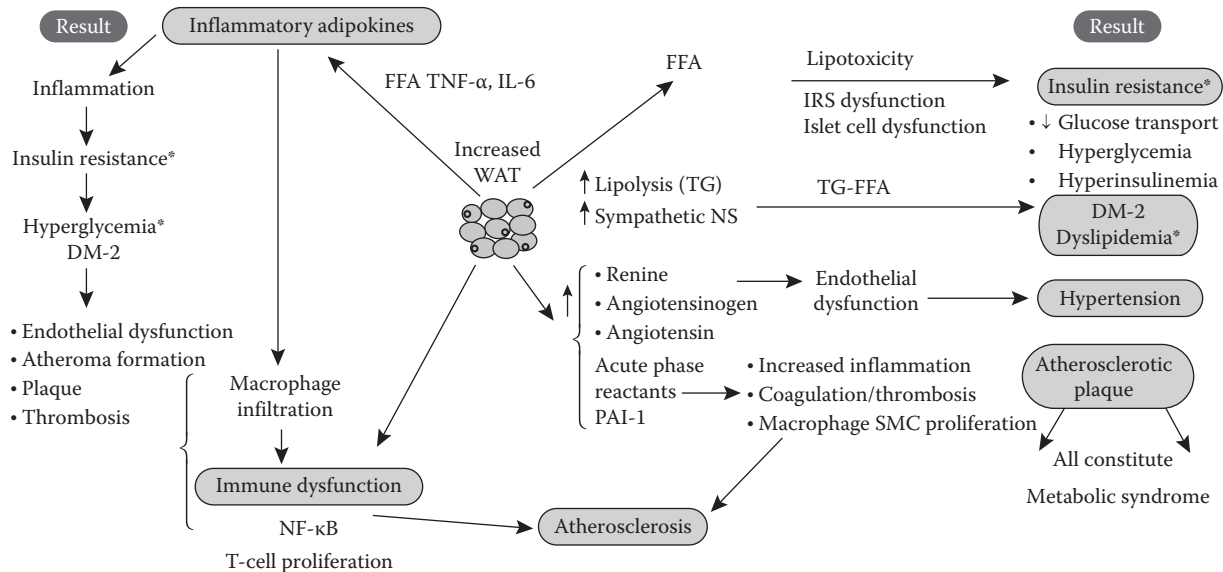 Result
Inflammatory adipokines
Inflammation
Insulin resistance*
Hyperglycemia*
DM-2
• Endothelial dysfunction
• Atheroma formation
• Plaque
• Thrombosis
Macrophage
infiltration
Immune dysfunction
NF-κB
T-cell proliferation
FFA TNF-α, IL-6
Increased
WAT
FFA
Lipotoxicity
IRS dysfunction
Islet cell dysfunction
↑ Lipolysis (TG)
↑ Sympathetic NS
TG-FFA
↑
• Renine
• Angiotensinogen
• Angiotensin
Acute phase
reactants
PAI-1
Endothelial
dysfunction
• Increased inflammation
• Coagulation/thrombosis
• Macrophage SMC proliferation
Atherosclerosis
Result
Insulin resistance*
• ↓ Glucose transport
• Hyperglycemia
• Hyperinsulinemia
DM-2
Dyslipidemia*
Hypertension
Atherosclerotic
plaque
All constitute
Metabolic syndrome